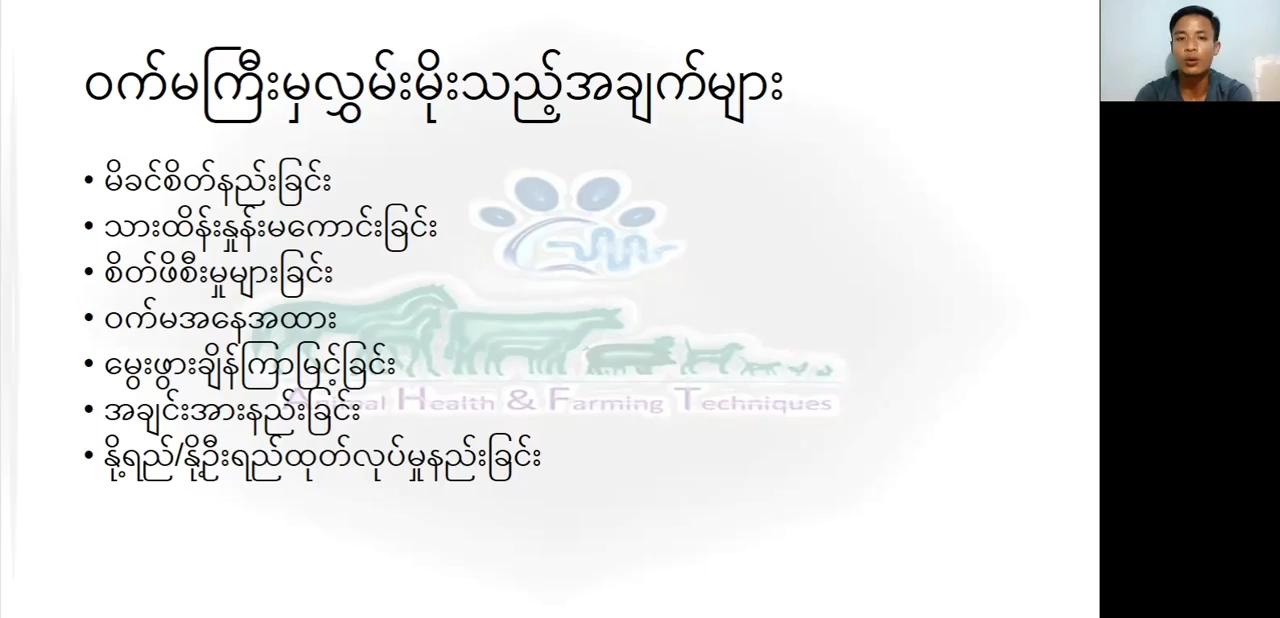 ဝက်မကြီးမှလွှမ်းမိုးသည့်အချက်များ
• မိခင်စိတ်နည်းခြင်း
• သားထိန်းနှုန်းမကောင်းခြင်း
• စိတ်ဖိစီးမှုများခြင်း
• ဝက်မအနေအထား
• မွေးဖွားချိန်ကြာမြင့်ခြင်း
• အချင်းအားနည်းခြင်း
• နို့ရည်/နို့ဦးရည်ထုတ်လုပ်မှုနည်းခြင်း
Animal Health & Farming Techniques